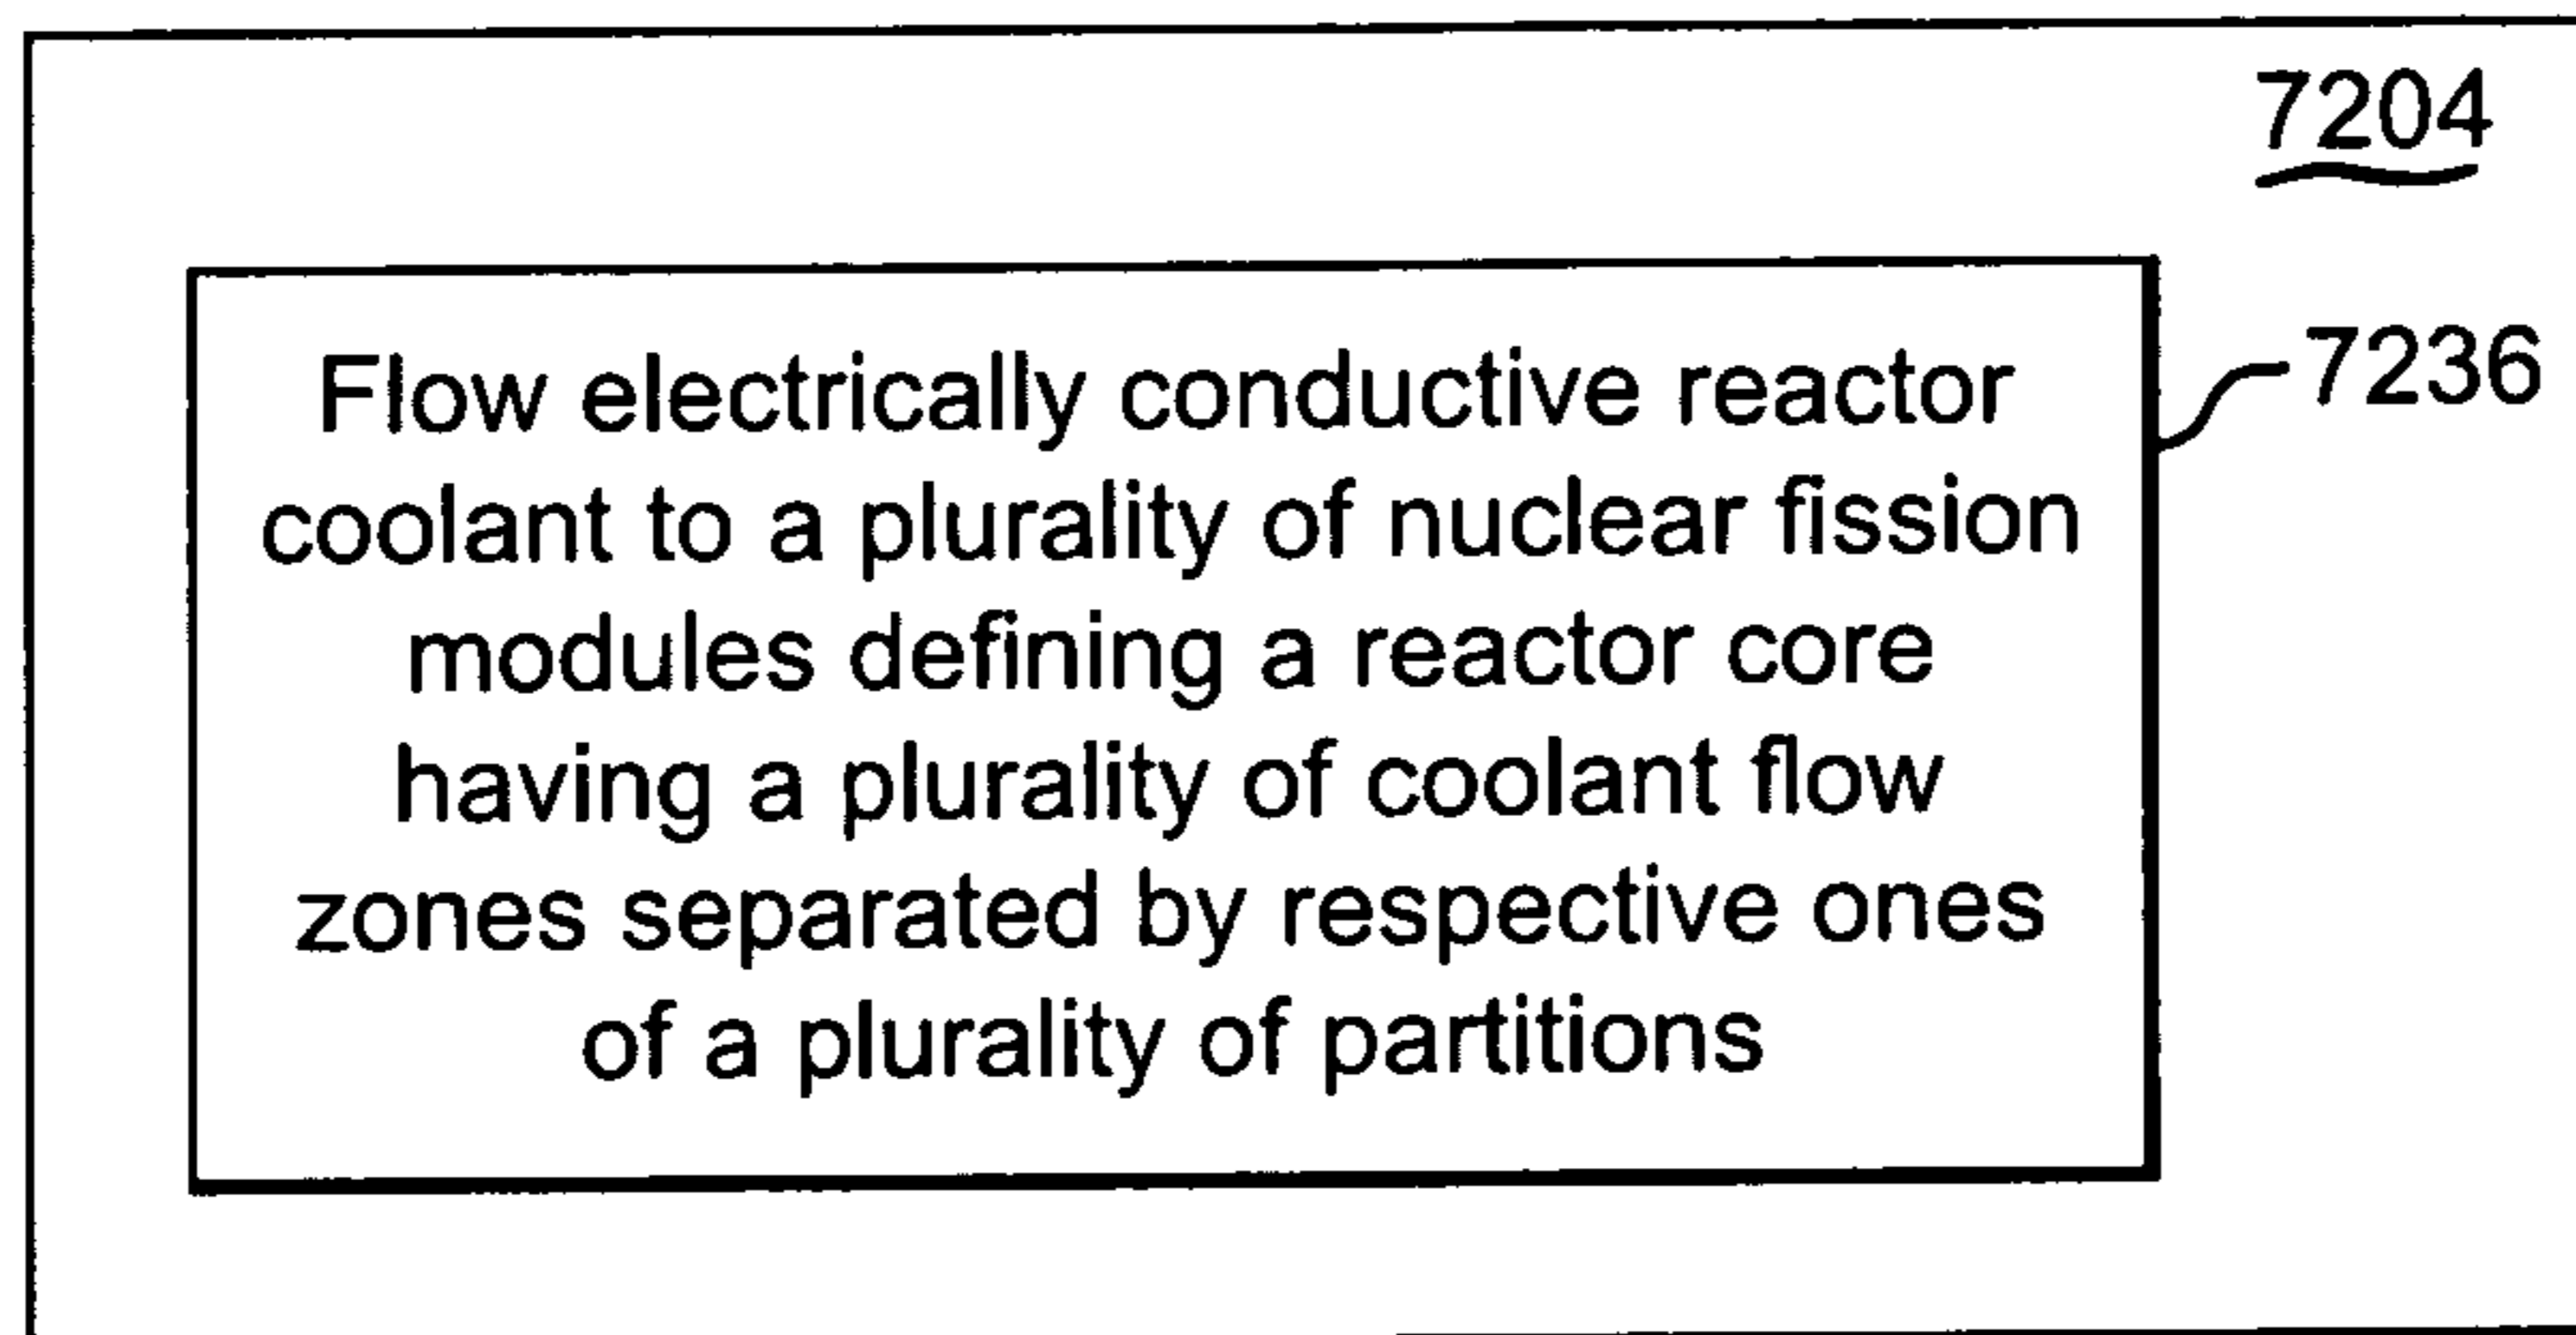 7204
Flow electrically conductive reactor
coolant to a plurality of nuclear fission
modules defining a reactor core
having a plurality of coolant flow
zones separated by respective ones
of a plurality of partitions
7236